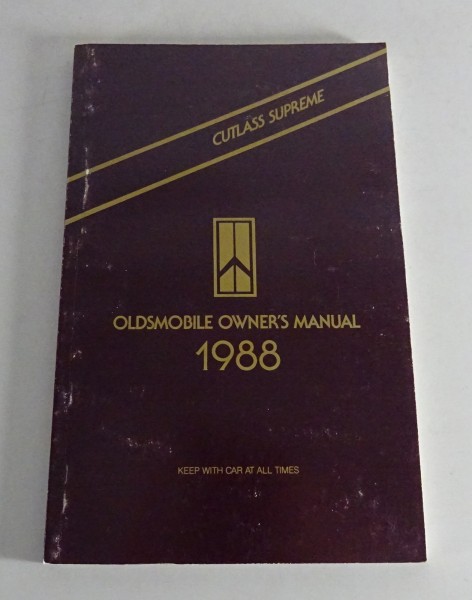 CUTLASS SUPREME
OLDSMOBILE OWNER'S MANUAL
1988
KEEP WITH CAR AT ALL TIMES